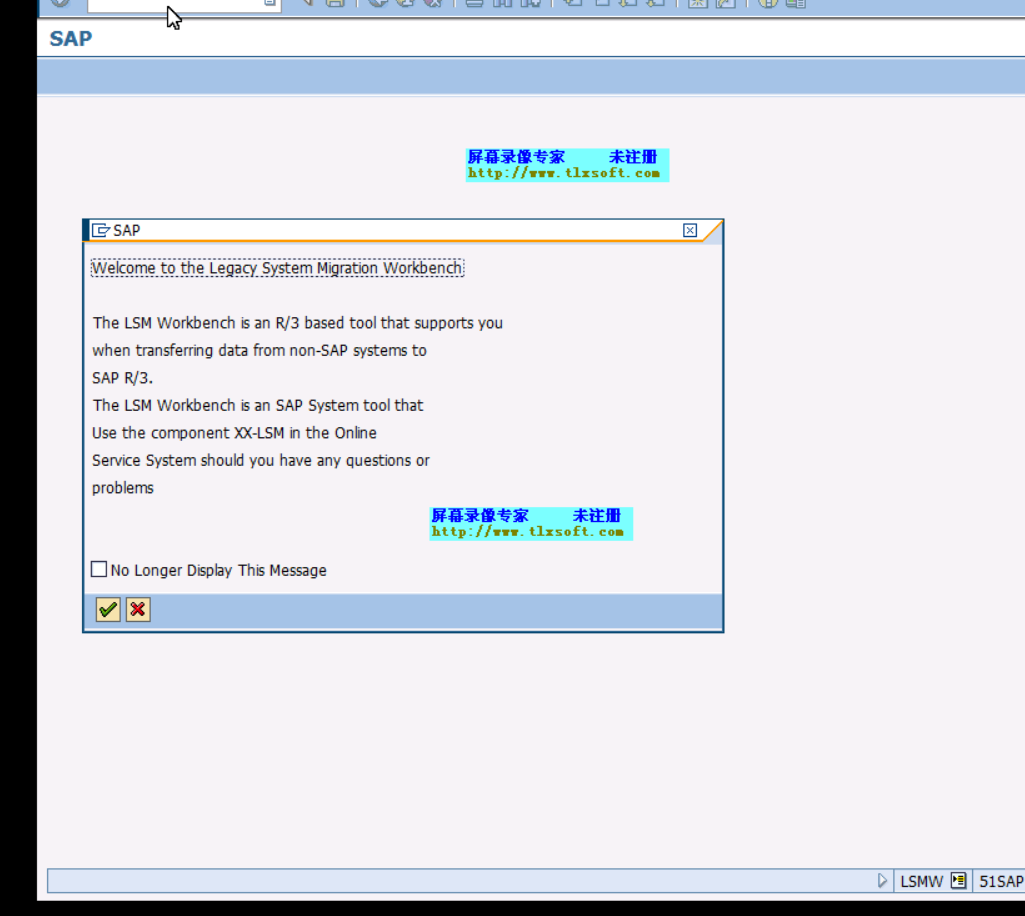 SAP
屏幕录像专家 未注册
http://www.tlxsoft.com
SAP
Welcome to the Legacy System Migration Workbench
The LSM Workbench is an R/3 based tool that supports you
when transferring data from non-SAP systems to
SAP R/3.
The LSM Workbench is an SAP System tool that
Use the component XX-LSM in the Online
Service System should you have any questions or
problems
屏幕录像专家 未注册
http://www.tlxsoft.com
No Longer Display This Message
LSMW 51SAP